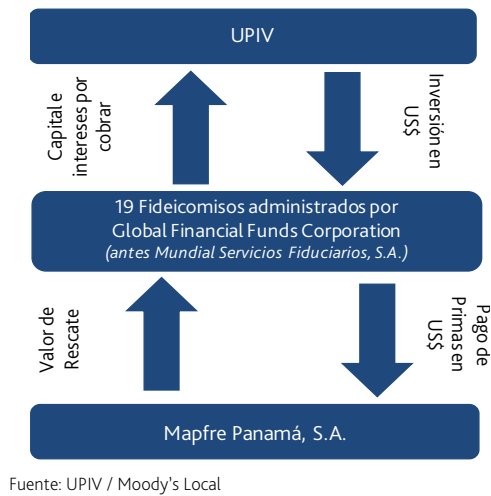 UPIV
Capital e
intereses por
cobrar
Inversión en
US$
19 Fideicomisos administrados por
Global Financial Funds Corporation
(antes Mundial Servicios Fiduciarios, S.A.)
Valor de
Rescate
Pago de
Primas en
US$
Mapfre Panamá, S.A.
Fuente: UPIV / Moody's Local